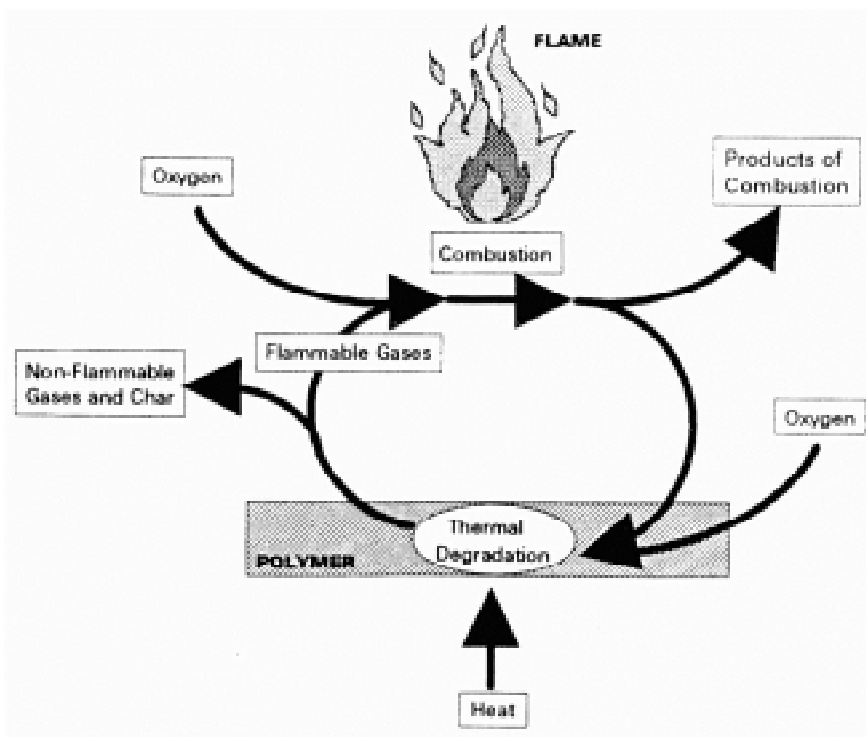 FLAME
Oxygen
Products of
Combustion
Combustion
Flammable Gases
Non-Flammable
Gases and Char
Oxygen
Thermal
Degradation
POLYMER
Heat